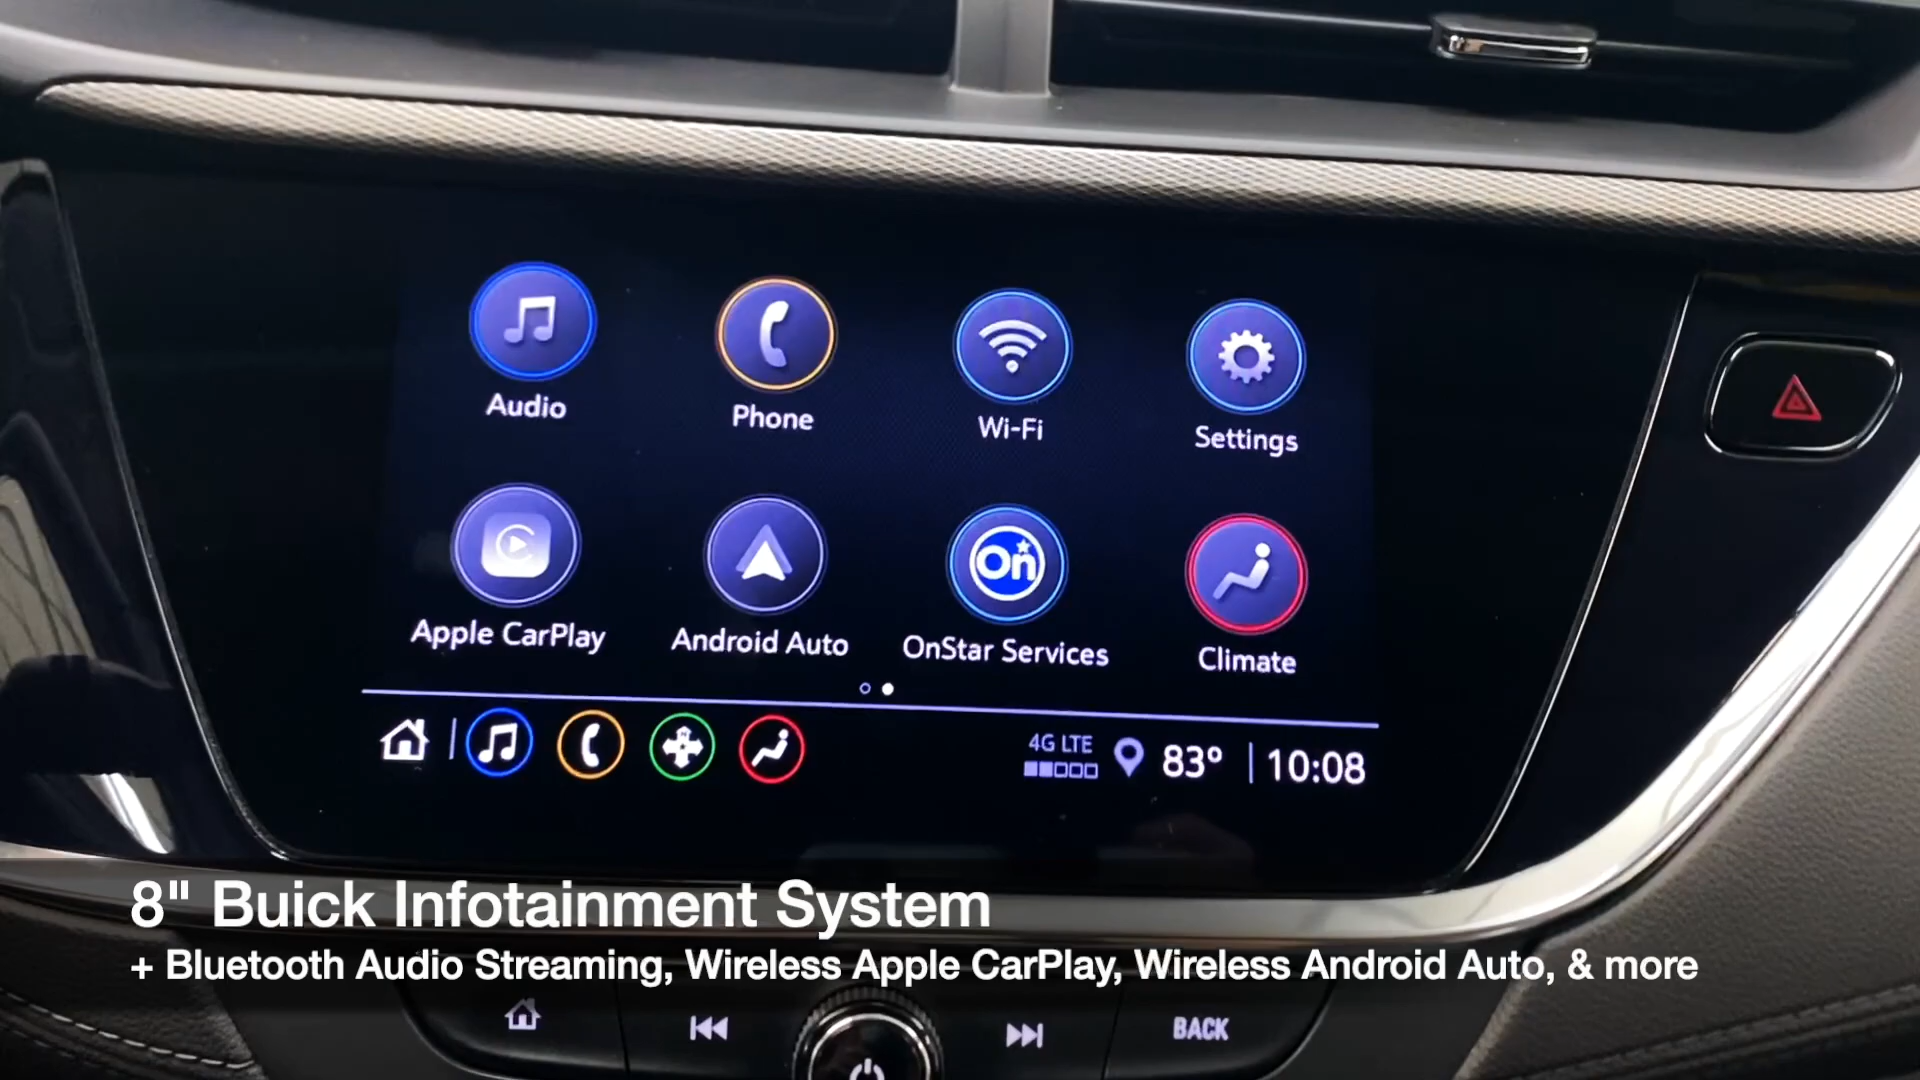 Audio
Phone
Wi-Fi
Settings
Apple CarPlay
Android Auto
On
OnStar Services
Climate
4G LTE
83° 10:08
8" Buick Infotainment System
+ Bluetooth Audio Streaming, Wireless Apple CarPlay, Wireless Android Auto, & more
BACK